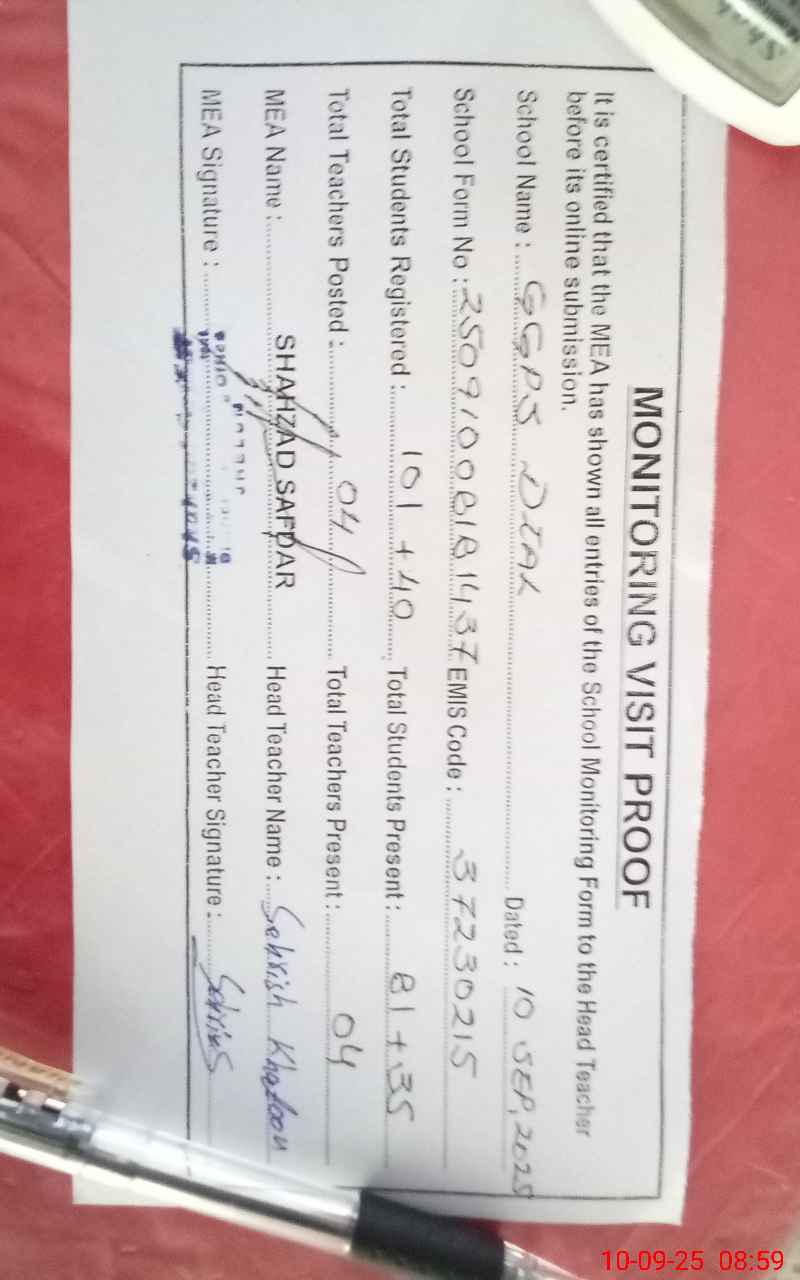 MONITORING VISIT PROOF
It is certified that the MEA has shown all entries of the School Monitoring Form to the Head Teacher
before its online submission.
School Name : GGPS DIAL Dated : 10 SEP, 2025
School Form No : 25091008181437 EMIS Code : 37230215
Total Students Registered : 101 + 40 Total Students Present : 81 + 35
Total Teachers Posted : 04 Total Teachers Present : 04
MEA Name : SHAHZAD SAFDAR Head Teacher Name : Sehrish Khatoon
MEA Signature : Head Teacher Signature : Sehrish
10-09-25 08:59